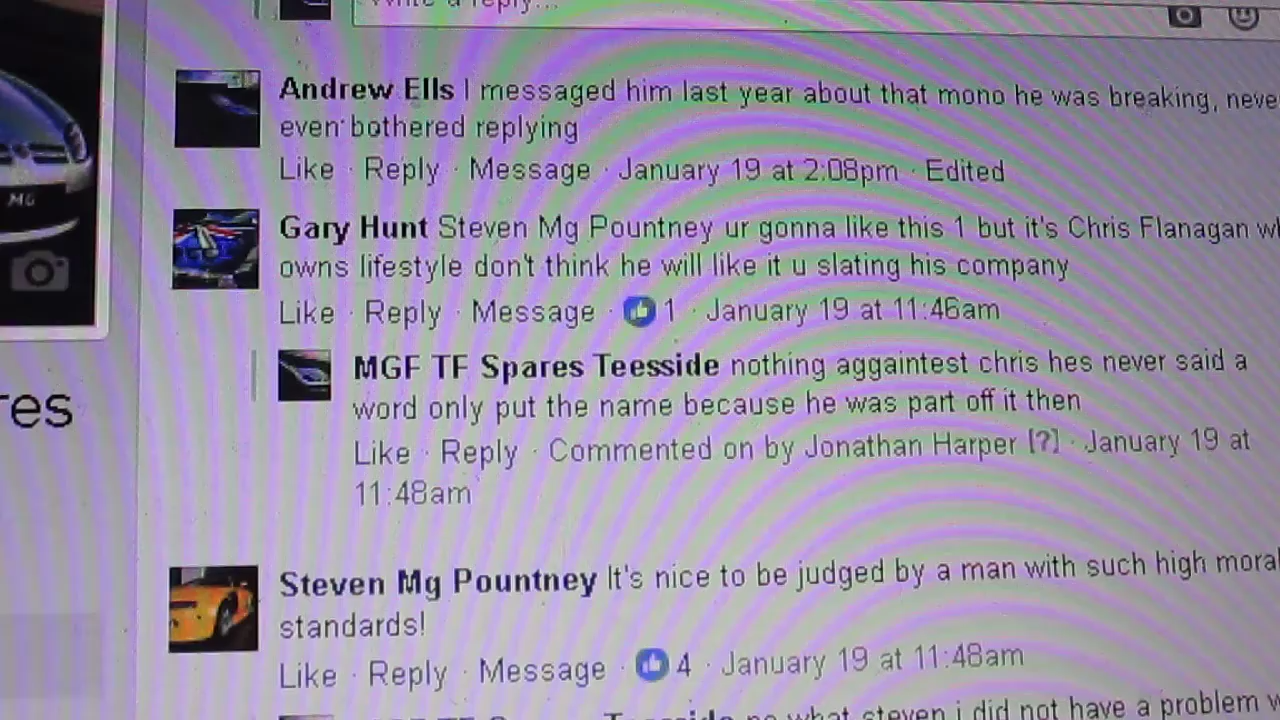 Write a reply...
Andrew Ells I messaged him last year about that mono he was breaking, neve
even bothered replying
Like · Reply · Message · January 19 at 2:08pm · Edited
MG
Gary Hunt Steven Mg Pountney ur gonna like this 1 but it's Chris Flanagan wh
owns lifestyle don't think he will like it u slating his company
Like · Reply · Message · 1 · January 19 at 11:46am
MGF TF Spares Teesside nothing aggaintest chris hes never said a
word only put the name because he was part off it then
Like · Reply · Commented on by Jonathan Harper [?] · January 19 at
11:48am
res
Steven Mg Pountney It's nice to be judged by a man with such high moral
standards!
Like · Reply · Message · 4 · January 19 at 11:48am
Teesside no what steven i did not have a problem w